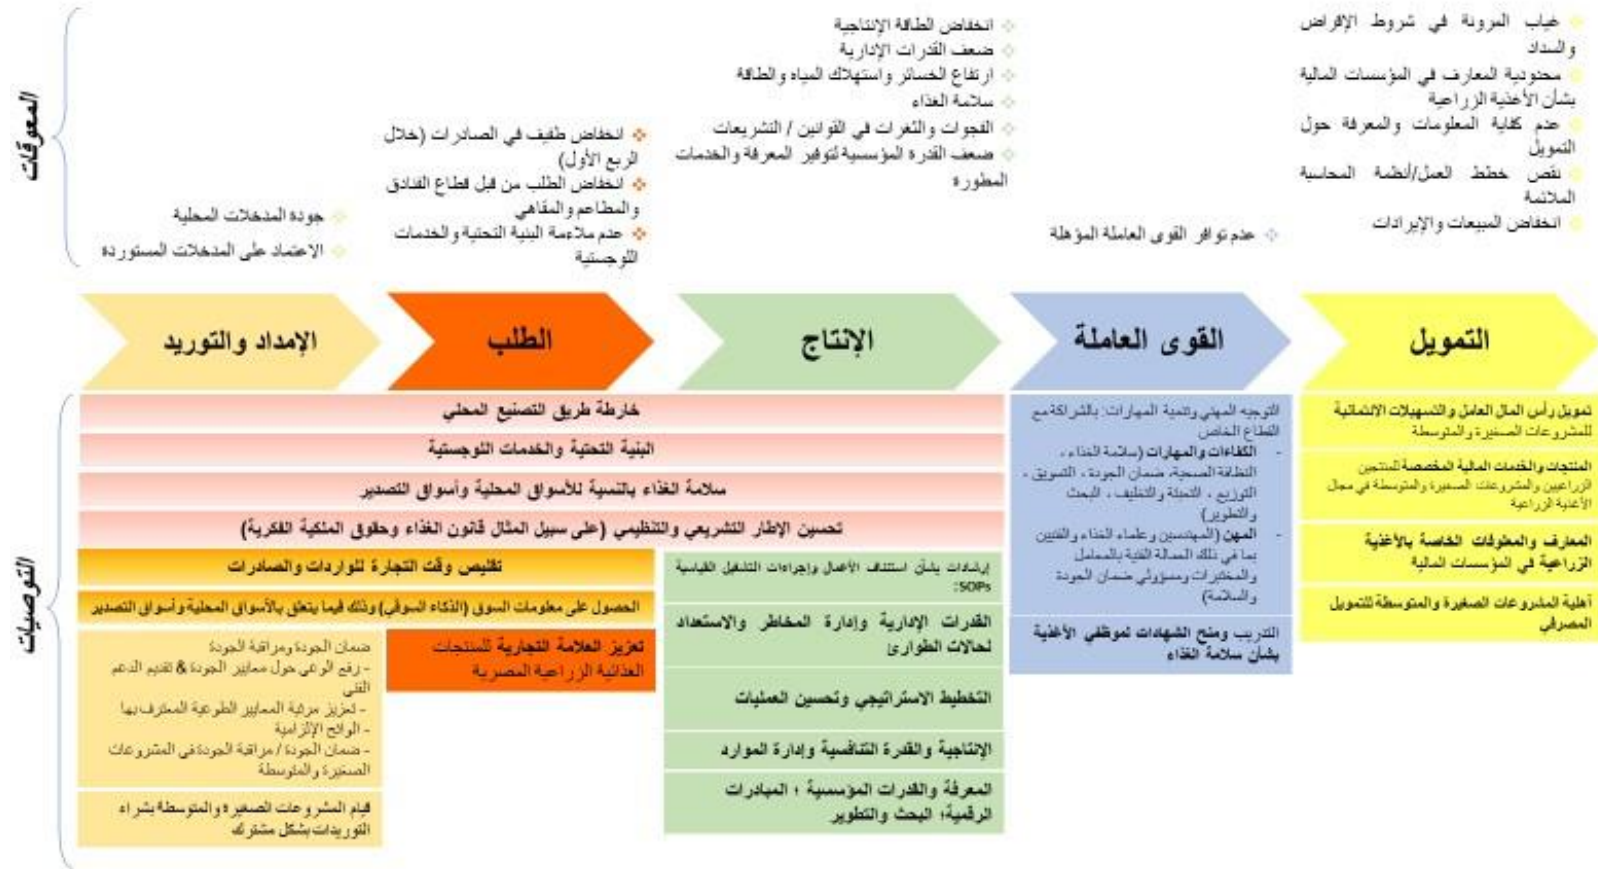 المعوقات
غياب المرونة في شروط الإقراض
والسداد
محدودية المعارف في المؤسسات المالية
بشأن الأغذية الزراعية
عدم كفاية المعلومات والمعرفة حول
التمويل
نقص خطط العمل/أنظمة المحاسبة
الملائمة
انخفاض المبيعات والإيرادات
عدم توافر القوى العاملة المؤهلة
انخفاض الطاقة الإنتاجية
ضعف القدرات الإدارية
ارتفاع الخسائر واستهلاك المياه والطاقة
سلامة الغذاء
الفجوات والثغرات في القوانين / التشريعات
ضعف القدرة المؤسسية لتوفير المعرفة والخدمات
المطورة
انخفاض طفيف في الصادرات (خلال
الربع الأول)
انخفاض الطلب من قبل قطاع الفنادق
والمطاعم والمقاهي
عدم ملاءمة البنية التحتية والخدمات
اللوجستية
جودة المدخلات المحلية
الاعتماد على المدخلات المستوردة
التمويل
القوى العاملة
الإنتاج
الطلب
الإمداد والتوريد
التوصيات
تمويل رأس المال العامل والتسهيلات الائتمانية
للمشروعات الصغيرة والمتوسطة
المنتجات والخدمات المالية المخصصة للمنتجين
الزراعيين والمشروعات الصغيرة والمتوسطة في مجال
الأغذية الزراعية
المعارف والمعلومات الخاصة بالأغذية
الزراعية في المؤسسات المالية
أهلية المشروعات الصغيرة والمتوسطة للتمويل
المصرفي
التوجيه المهني وتنمية المهارات: بالشراكة مع
القطاع الخاص
- الكفاءات والمهارات (سلامة الغذاء ،
النظافة الصحية، ضمان الجودة ، التسويق ،
التوزيع ، التعبئة والتغليف ، البحث
والتطوير)
- المهن (المهندسين وعلماء الغذاء والفنيين
بما في ذلك العمالة الفنية بالمعامل
والمختبرات ومسؤولي ضمان الجودة
والسلامة)
التدريب ومنح الشهادات لموظفي الأغذية
بشأن سلامة الغذاء
خارطة طريق التصنيع المحلي
البنية التحتية والخدمات اللوجستية
سلامة الغذاء بالنسبة للأسواق المحلية وأسواق التصدير
تحسين الإطار التشريعي والتنظيمي (على سبيل المثال قانون الغذاء وحقوق الملكية الفكرية)
إرشادات بشأن استئناف الأعمال وإجراءات التشغيل القياسية
SOPs:
القدرات الإدارية وإدارة المخاطر والاستعداد
لحالات الطوارئ
التخطيط الاستراتيجي وتحسين العمليات
الإنتاجية والقدرة التنافسية وإدارة الموارد
المعرفة والقدرات المؤسسية ؛ المبادرات
الرقمية؛ البحث والتطوير
تقليص وقت التجارة للواردات والصادرات
الحصول على معلومات السوق (الذكاء السوقي) وذلك فيما يتعلق بالأسواق المحلية وأسواق التصدير
تعزيز العلامة التجارية للمنتجات
الغذائية الزراعية المصرية
ضمان الجودة ومراقبة الجودة
- رفع الوعي حول معايير الجودة & تقديم الدعم
الفني
- تعزيز مرئية المعايير الطوعية المعترف بها
- الوائح الإلزامية
- ضمان الجودة / مراقبة الجودة في المشروعات
الصغيرة والمتوسطة
قيام المشروعات الصغيرة والمتوسطة بشراء
التوريدات بشكل مشترك